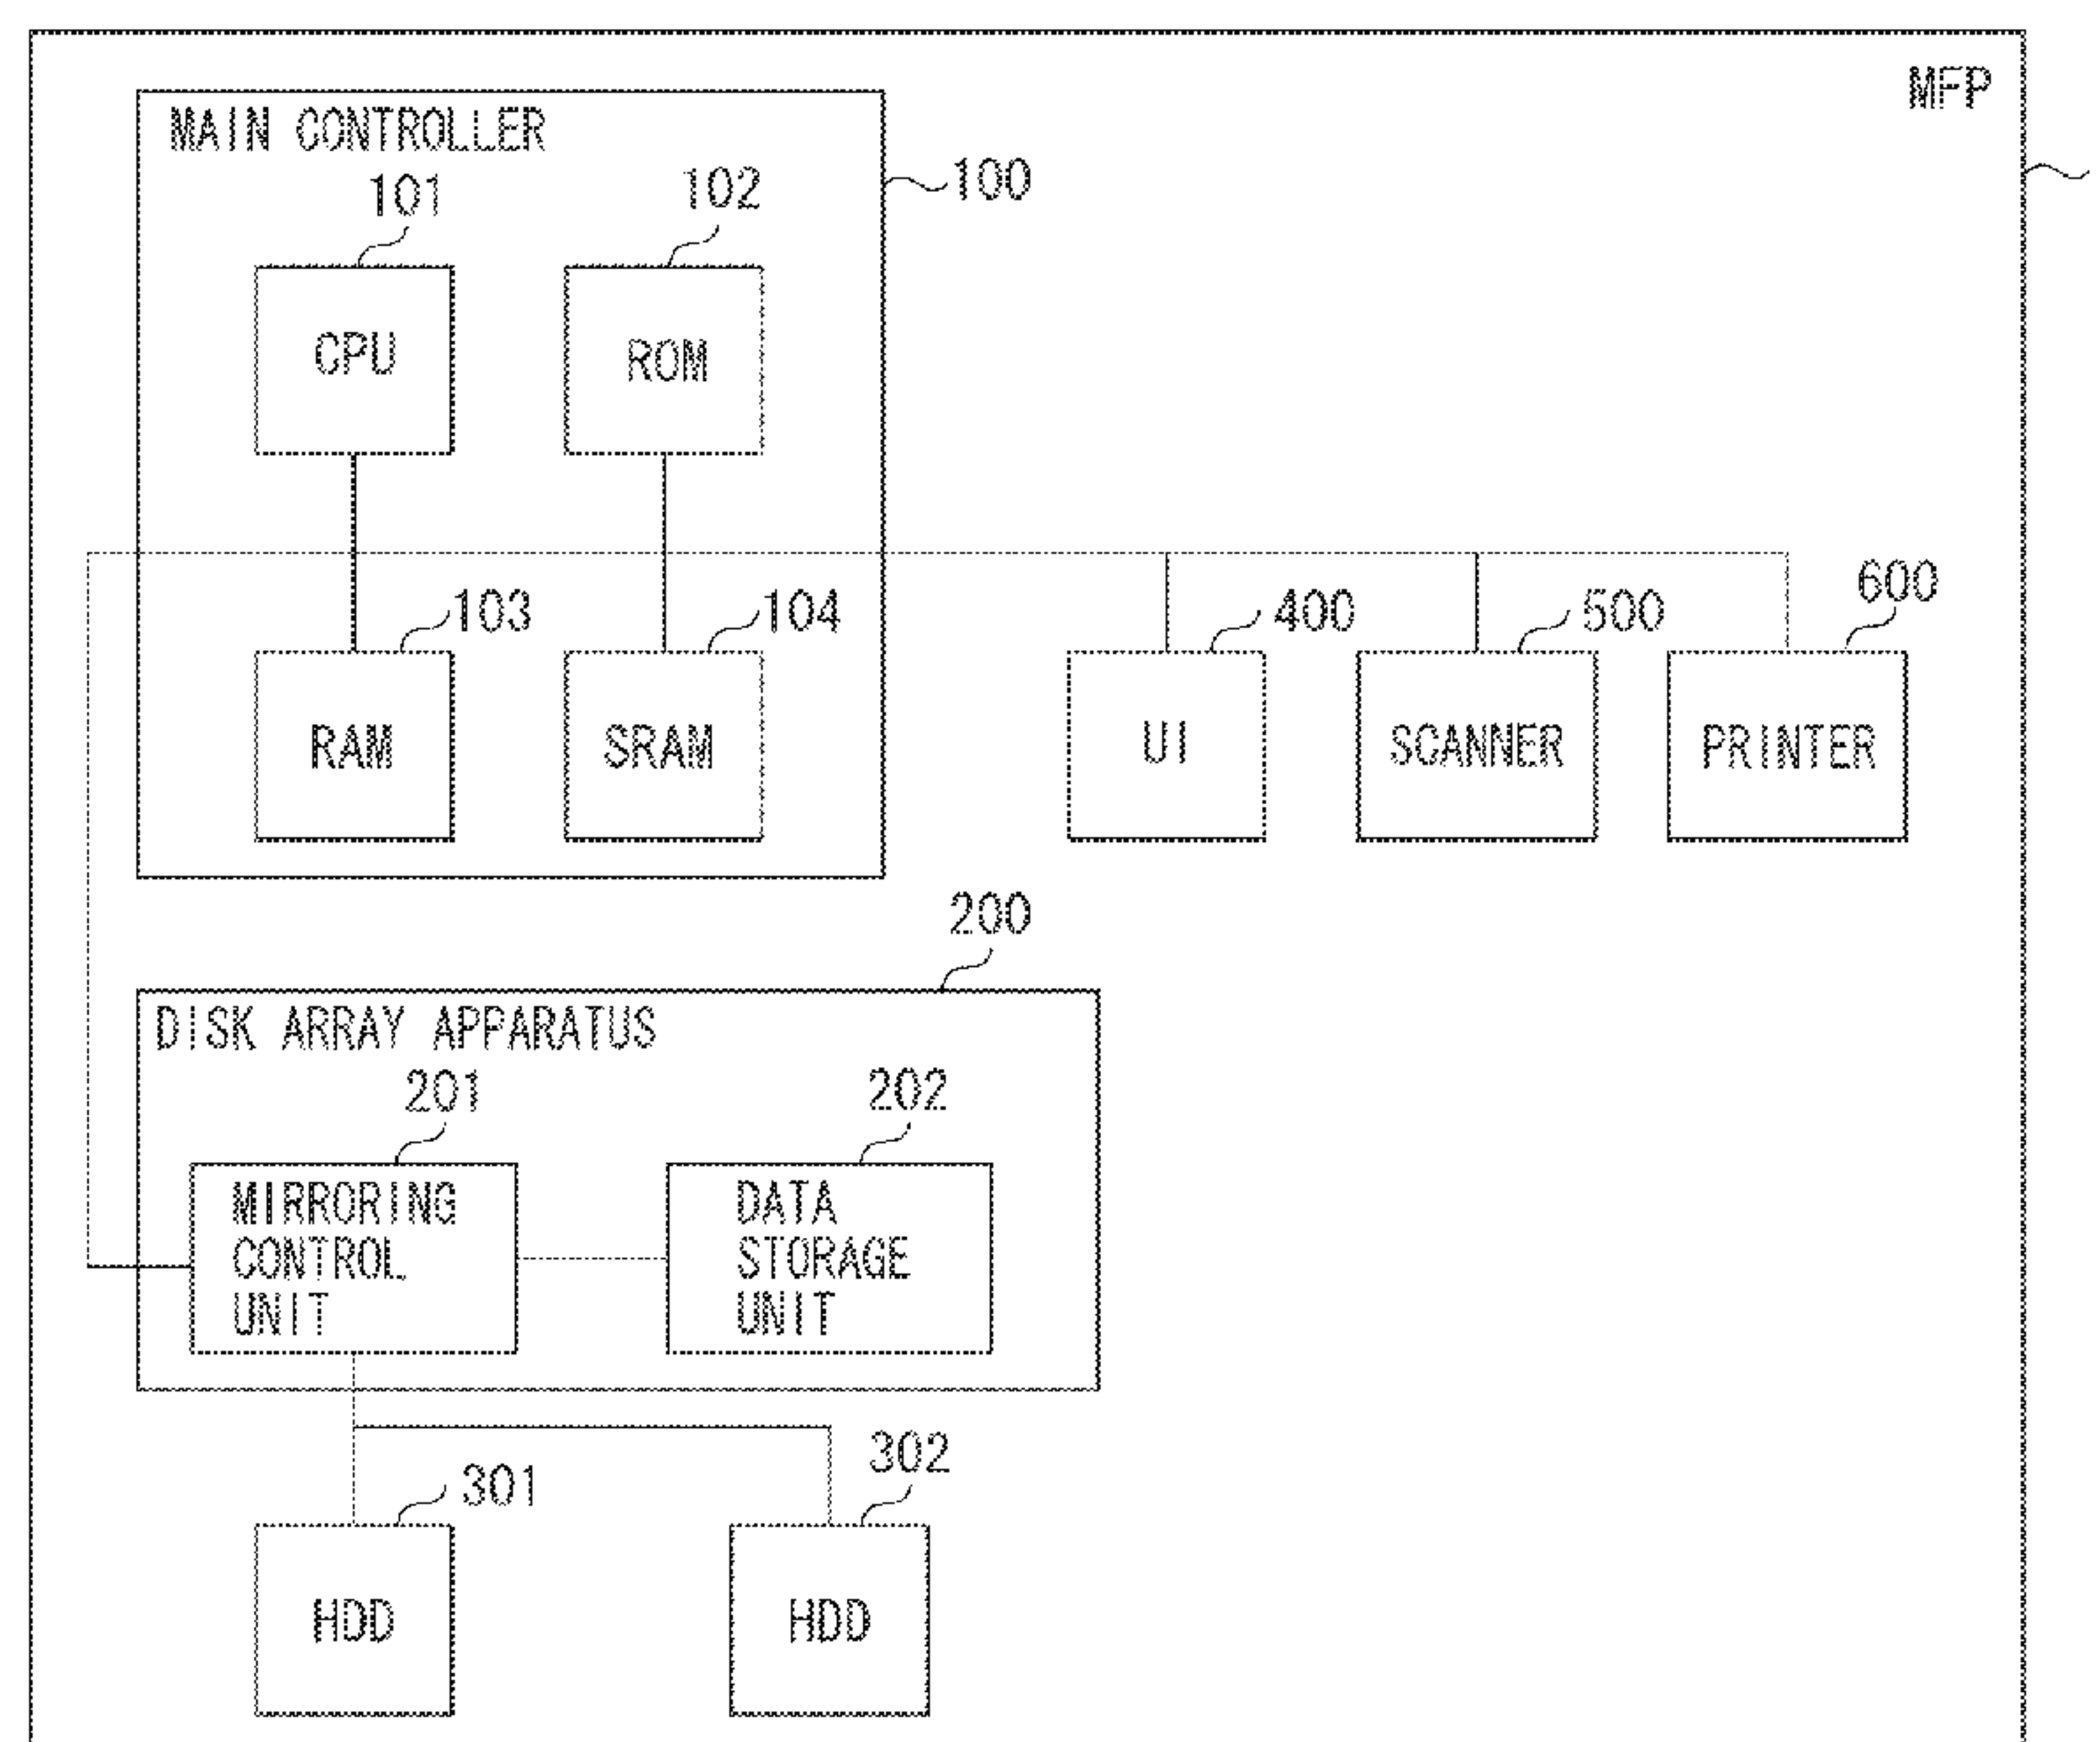 MFP
MAIN CONTROLLER
100
101
102
CPU
ROM
103
104
400
500
600
RAM
SRAM
UI
SCANNER
PRINTER
200
DISK ARRAY APPARATUS
201
202
MIRRORING
CONTROL
UNIT
DATA
STORAGE
UNIT
301
302
HDD
HDD